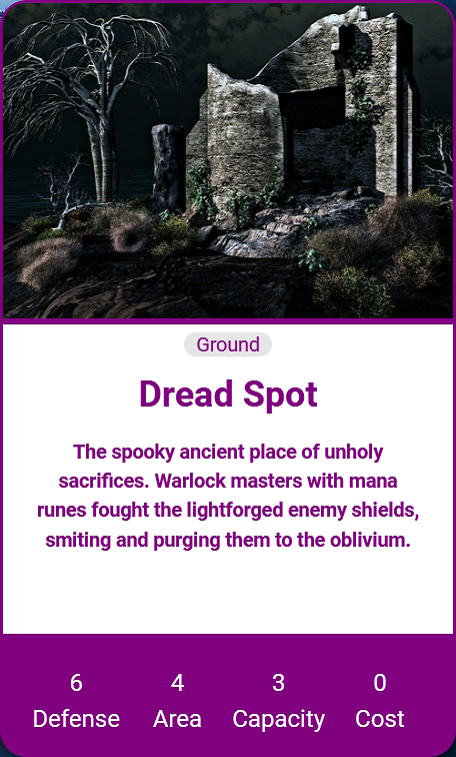 Ground
Dread Spot
The spooky ancient place of unholy
sacrifices. Warlock masters with mana
runes fought the lightforged enemy shields,
smiting and purging them to the oblivion.
6 4 3 0
Defense Area Capacity Cost